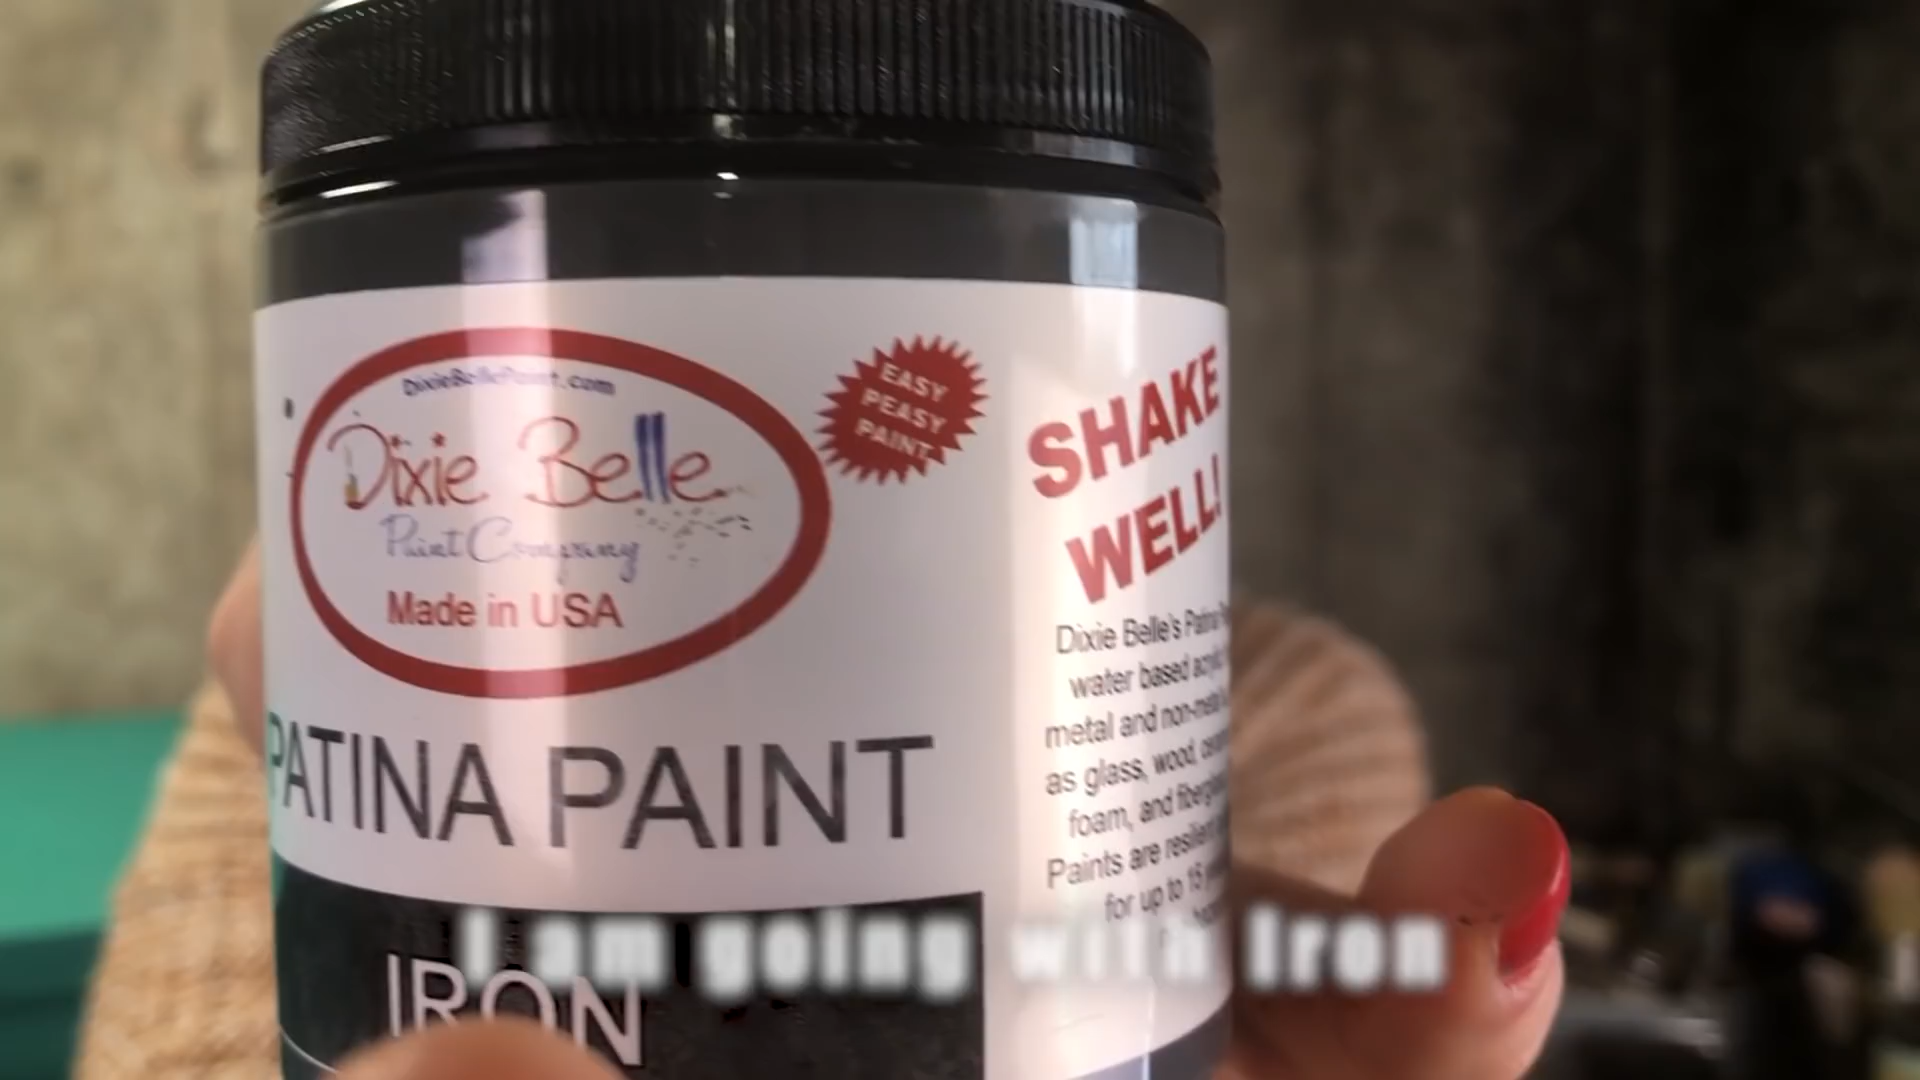 DixieBellePaint.com
Dixie Belle
Paint Company
Made in USA
EASY
PEASY
PAINT
SHAKE
WELL!
Dixie Belle's Patina
water based
metal and non-metal
as glass, wood,
foam, and
Paints are
for up to 15
PATINA PAINT
IRON
I am going with Iron